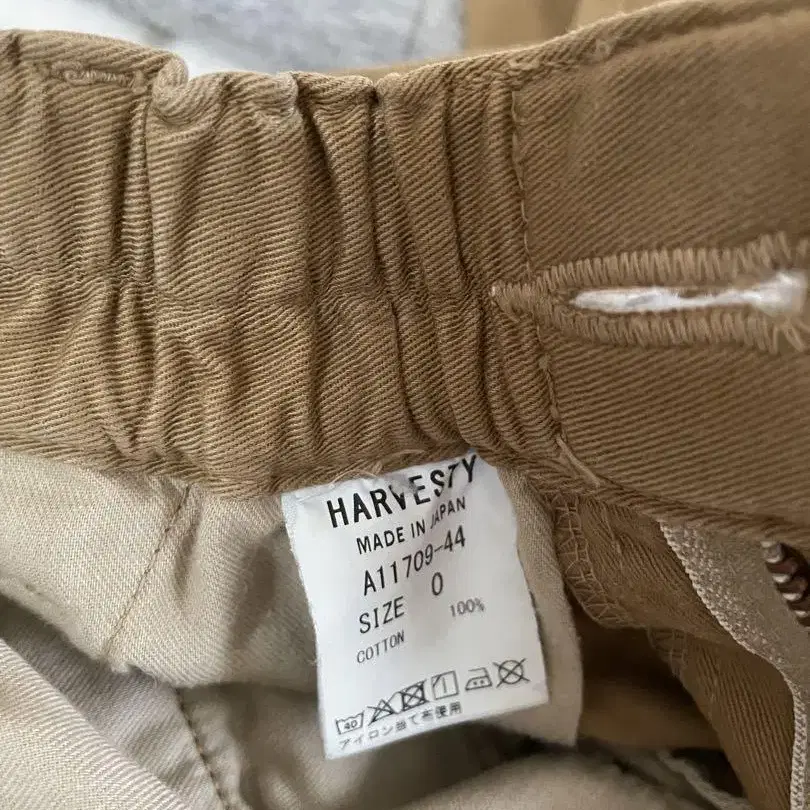 HARVESTY
MADE IN JAPAN
A11709-44
SIZE 0
COTTON 100%
40
アイロン当て布使用